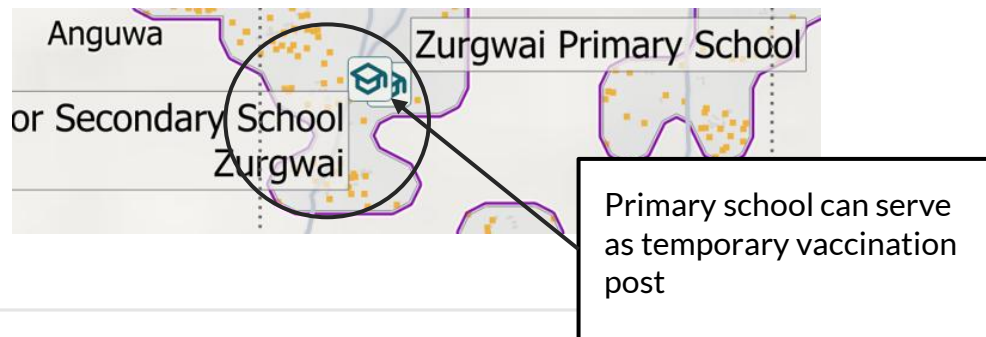 Anguwa
Zurgwai Primary School
or Secondary School
Zurgwai
Primary school can serve
as temporary vaccination
post